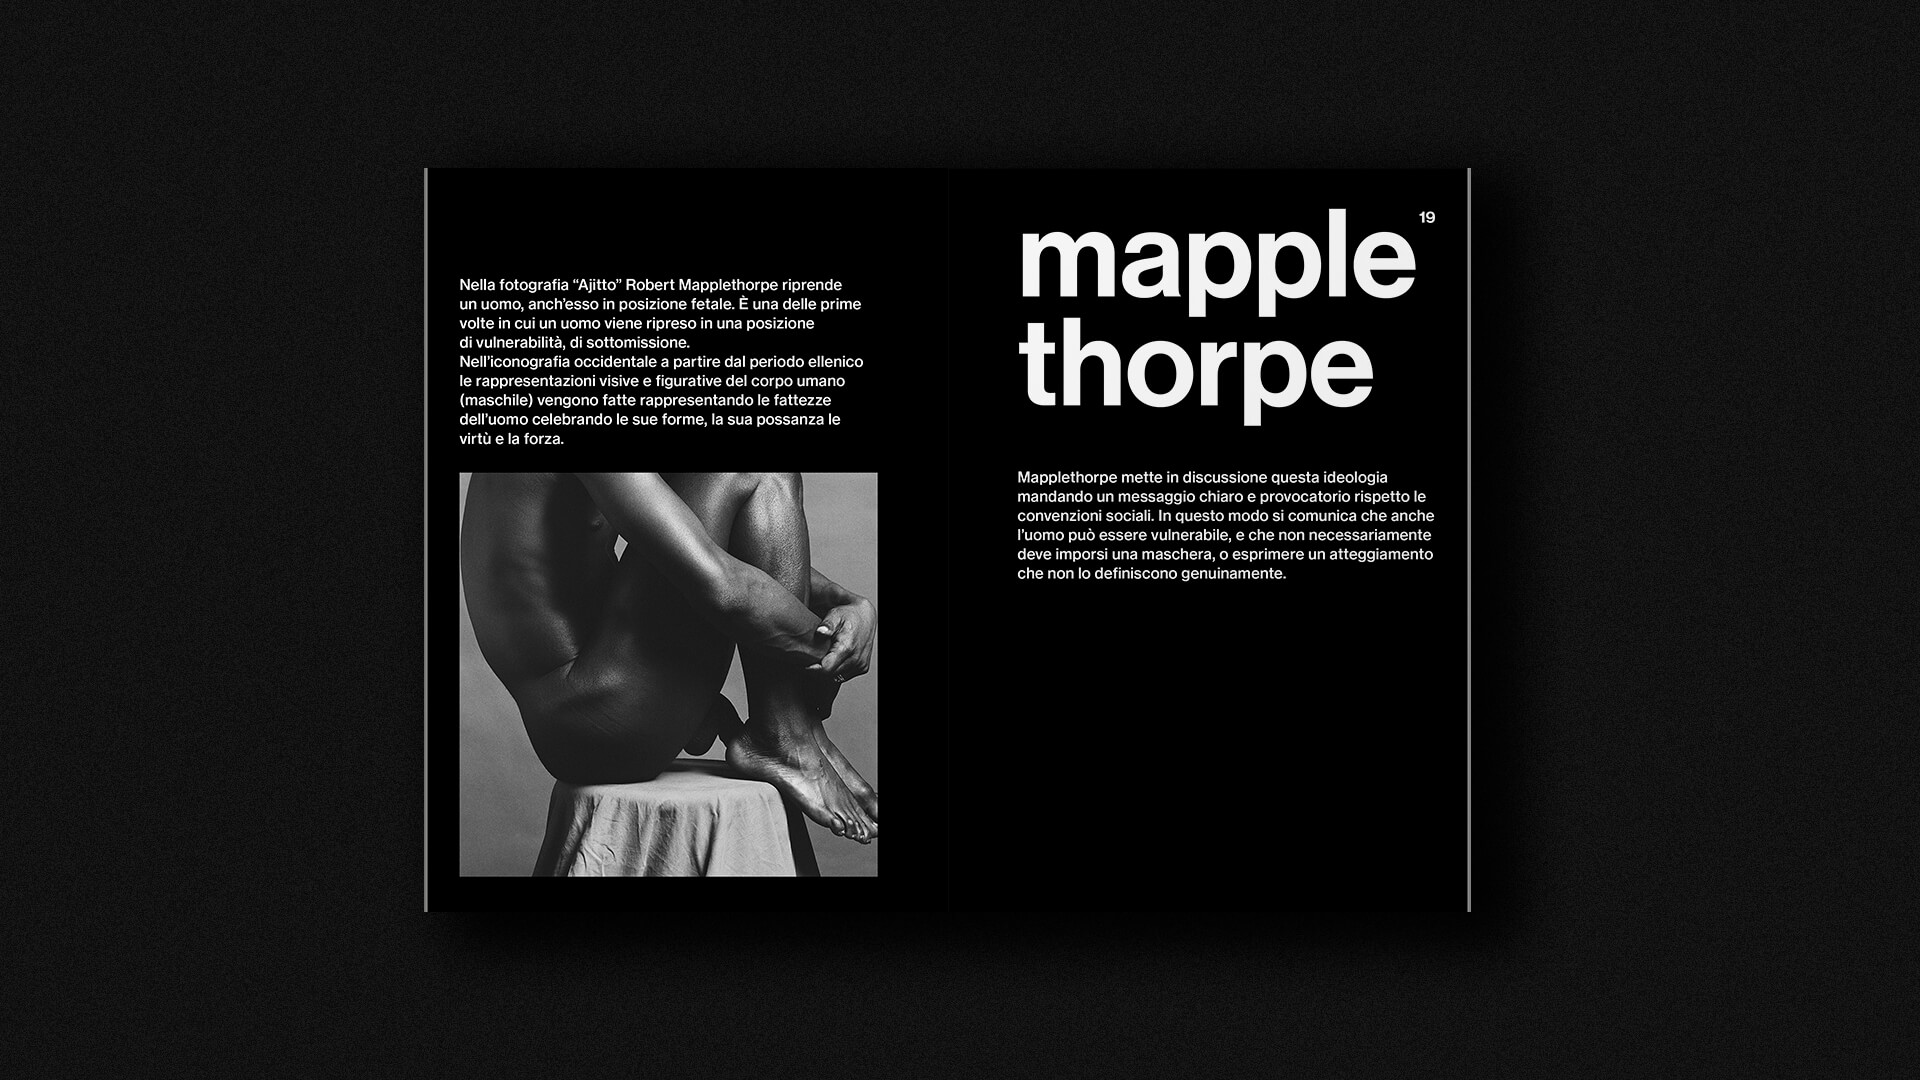 Nella fotografia “Ajitto” Robert Mapplethorpe riprende
un uomo, anch’esso in posizione fetale. È una delle prime
volte in cui un uomo viene ripreso in una posizione
di vulnerabilità, di sottomissione.
Nell’iconografia occidentale a partire dal periodo ellenico
le rappresentazioni visive e figurative del corpo umano
(maschile) vengono fatte rappresentando le fattezze
dell’uomo celebrando le sue forme, la sua possanza le
virtù e la forza.
mapple
19
thorpe
Mapplethorpe mette in discussione questa ideologia
mandando un messaggio chiaro e provocatorio rispetto le
convenzioni sociali. In questo modo si comunica che anche
l’uomo può essere vulnerabile, e che non necessariamente
deve imporsi una maschera, o esprimere un atteggiamento
che non lo definiscono genuinamente.